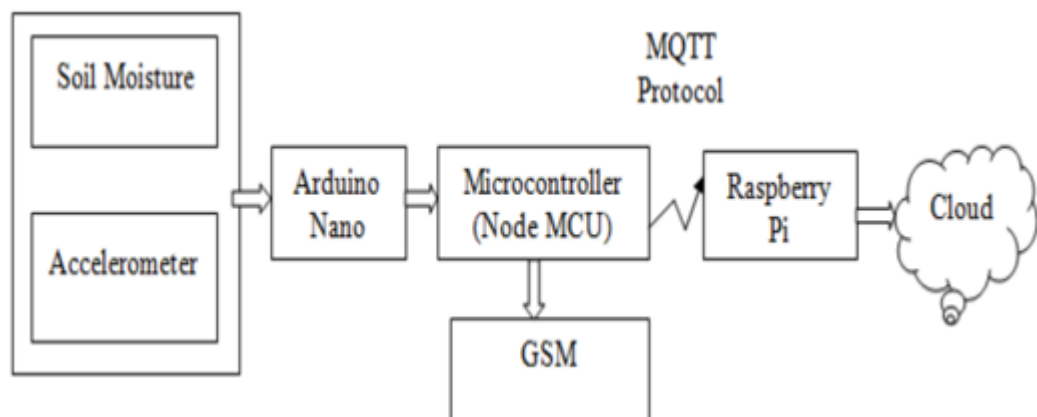 Soil Moisture
Accelerometer
Arduino
Nano
Microcontroller
(Node MCU)
MQTT
Protocol
Raspberry
Pi
Cloud
GSM